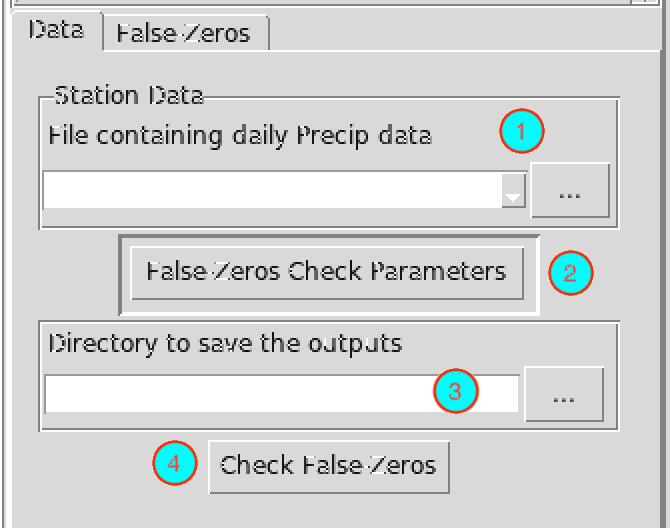 Data False-Zeros
Station Data
File containing daily Precip data 1
...
False-Zeros Check Parameters 2
Directory to save the outputs
3 ...
4 Check False-Zeros